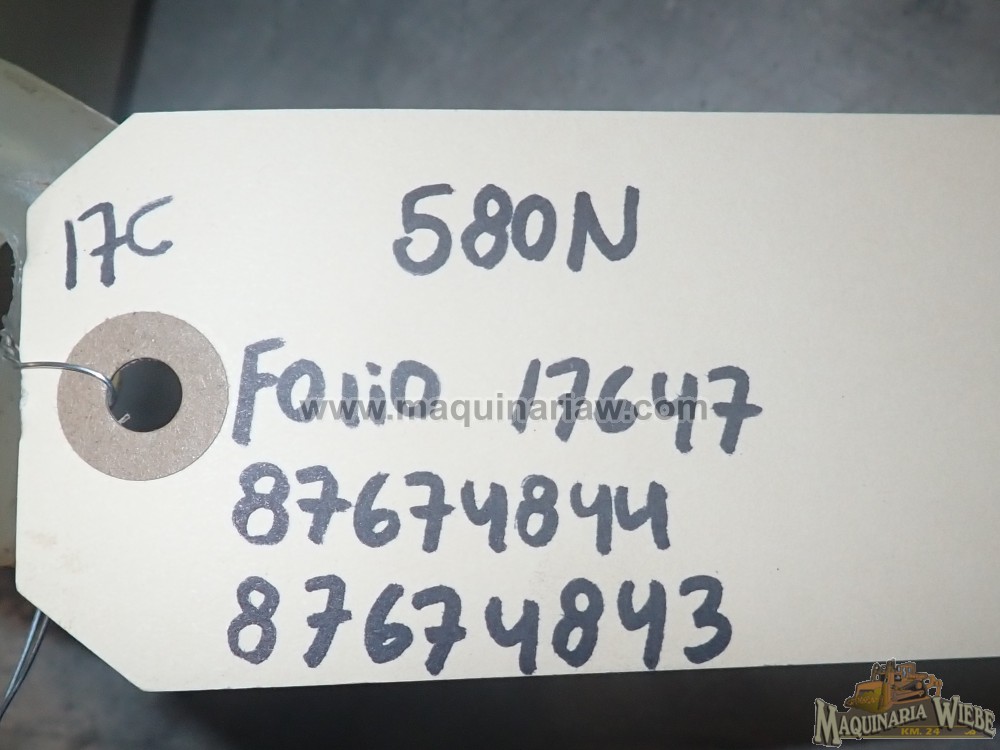 17C
580N
Folio 17647
www.maquinariaw.com
87674844
87674843
MAQUINARIA WIEBE
KM. 24